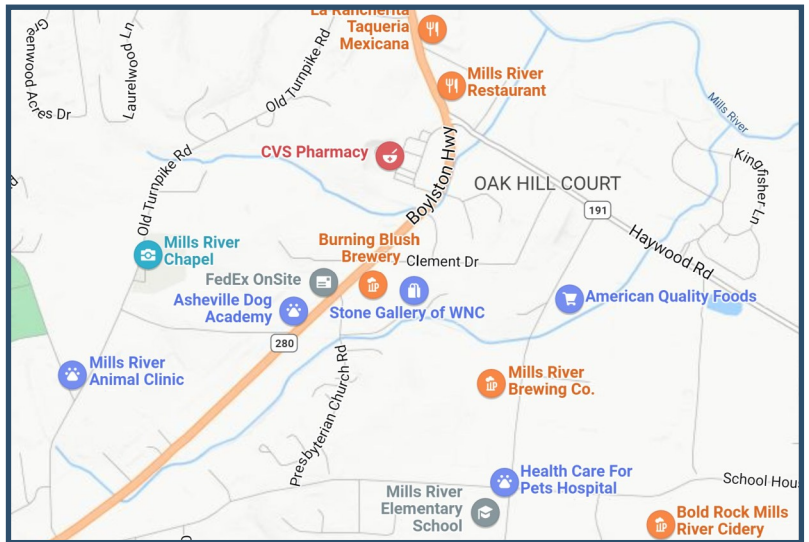 La Rancherita
Taqueria
Mexicana
Mills River
Restaurant
Greenwood Acres Dr
Laurelwood Ln
Old Turnpike Rd
Mills River
CVS Pharmacy
Boylston Hwy
OAK HILL COURT
Kingfisher Ln
Old Turnpike Rd
191
Haywood Rd
Mills River
Chapel
Burning Blush
Brewery
Clement Dr
FedEx OnSite
Asheville Dog
Academy
Stone Gallery of WNC
American Quality Foods
280
Mills River
Animal Clinic
Presbyterian Church Rd
Mills River
Brewing Co.
Health Care For
Pets Hospital
School Hou
Mills River
Elementary
School
Bold Rock Mills
River Cidery